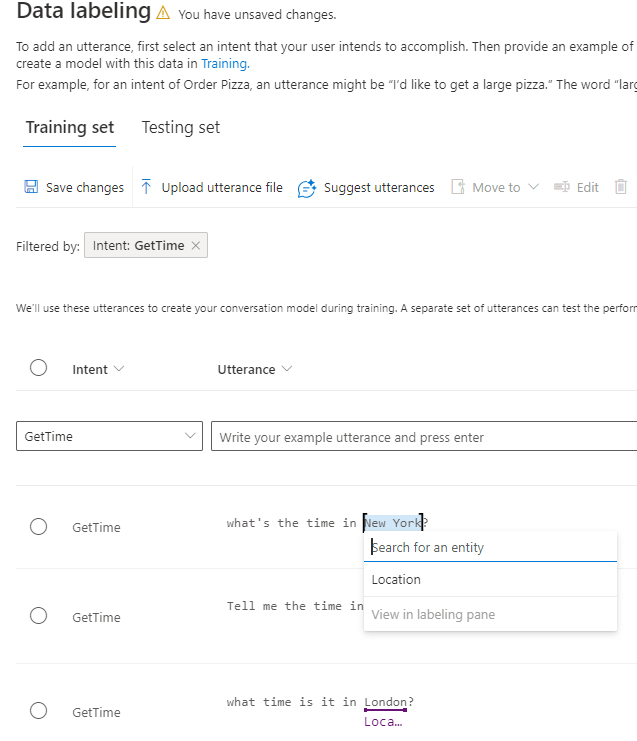 Data labeling You have unsaved changes.
To add an utterance, first select an intent that your user intends to accomplish. Then provide an example of
create a model with this data in Training.
For example, for an intent of Order Pizza, an utterance might be "I'd like to get a large pizza." The word "larg
Training set Testing set
Save changes Upload utterance file Suggest utterances Move to Edit
Filtered by: Intent: GetTime ×
We'll use these utterances to create your conversation model during training. A separate set of utterances can test the perform
Intent Utterance
GetTime Write your example utterance and press enter
GetTime what's the time in [New York]?
Search for an entity
Location
View in labeling pane
GetTime Tell me the time in
GetTime what time is it in London?
Loca...